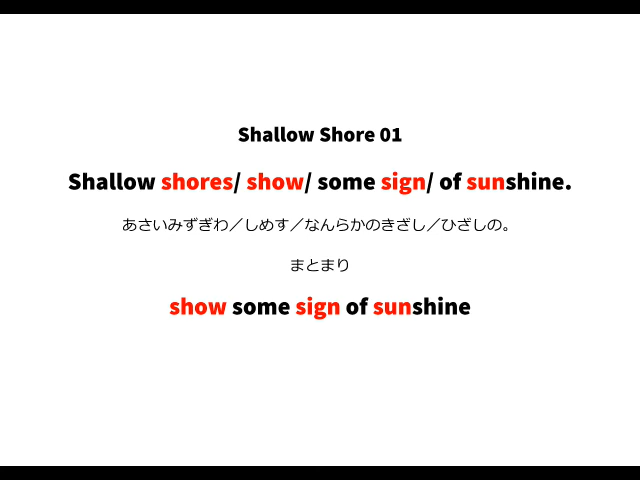 Shallow Shore 01
Shallow shores/ show/ some sign/ of sunshine.
あさいみずぎわ／しめす／なんらかのきざし／ひざしの。
まとまり
show some sign of sunshine